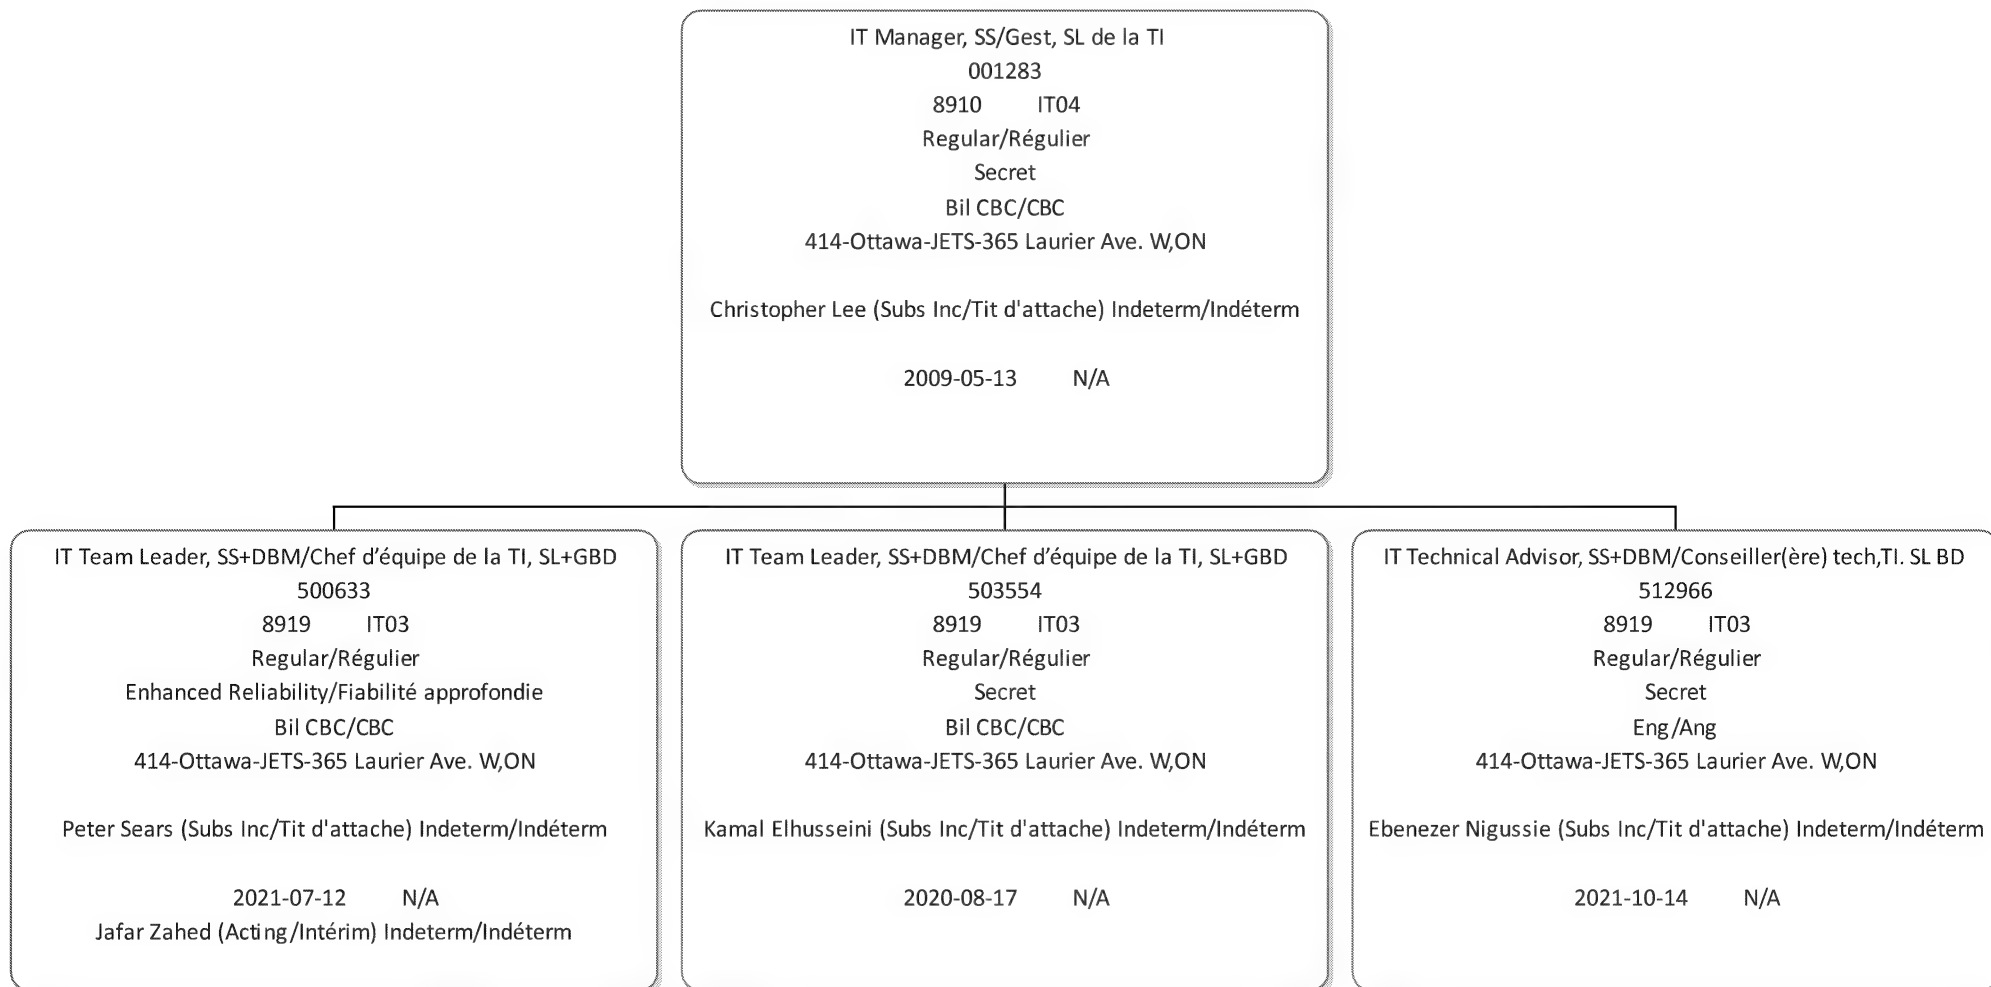 IT Manager, SS/Gest, SL de la TI
001283
8910 IT04
Regular/Régulier
Secret
Bil CBC/CBC
414-Ottawa-JETS-365 Laurier Ave. W,ON
Christopher Lee (Subs Inc/Tit d'attache) Indeterm/Indéterm
2009-05-13 N/A
IT Team Leader, SS+DBM/Chef d’équipe de la TI, SL+GBD
500633
8919 IT03
Regular/Régulier
Enhanced Reliability/Fiabilité approfondie
Bil CBC/CBC
414-Ottawa-JETS-365 Laurier Ave. W,ON
Peter Sears (Subs Inc/Tit d'attache) Indeterm/Indéterm
2021-07-12 N/A
Jafar Zahed (Acting/Intérim) Indeterm/Indéterm
IT Team Leader, SS+DBM/Chef d’équipe de la TI, SL+GBD
503554
8919 IT03
Regular/Régulier
Secret
Bil CBC/CBC
414-Ottawa-JETS-365 Laurier Ave. W,ON
Kamal Elhusseini (Subs Inc/Tit d'attache) Indeterm/Indéterm
2020-08-17 N/A
IT Technical Advisor, SS+DBM/Conseiller(ère) tech,TI. SL BD
512966
8919 IT03
Regular/Régulier
Secret
Eng/Ang
414-Ottawa-JETS-365 Laurier Ave. W,ON
Ebenezer Nigussie (Subs Inc/Tit d'attache) Indeterm/Indéterm
2021-10-14 N/A